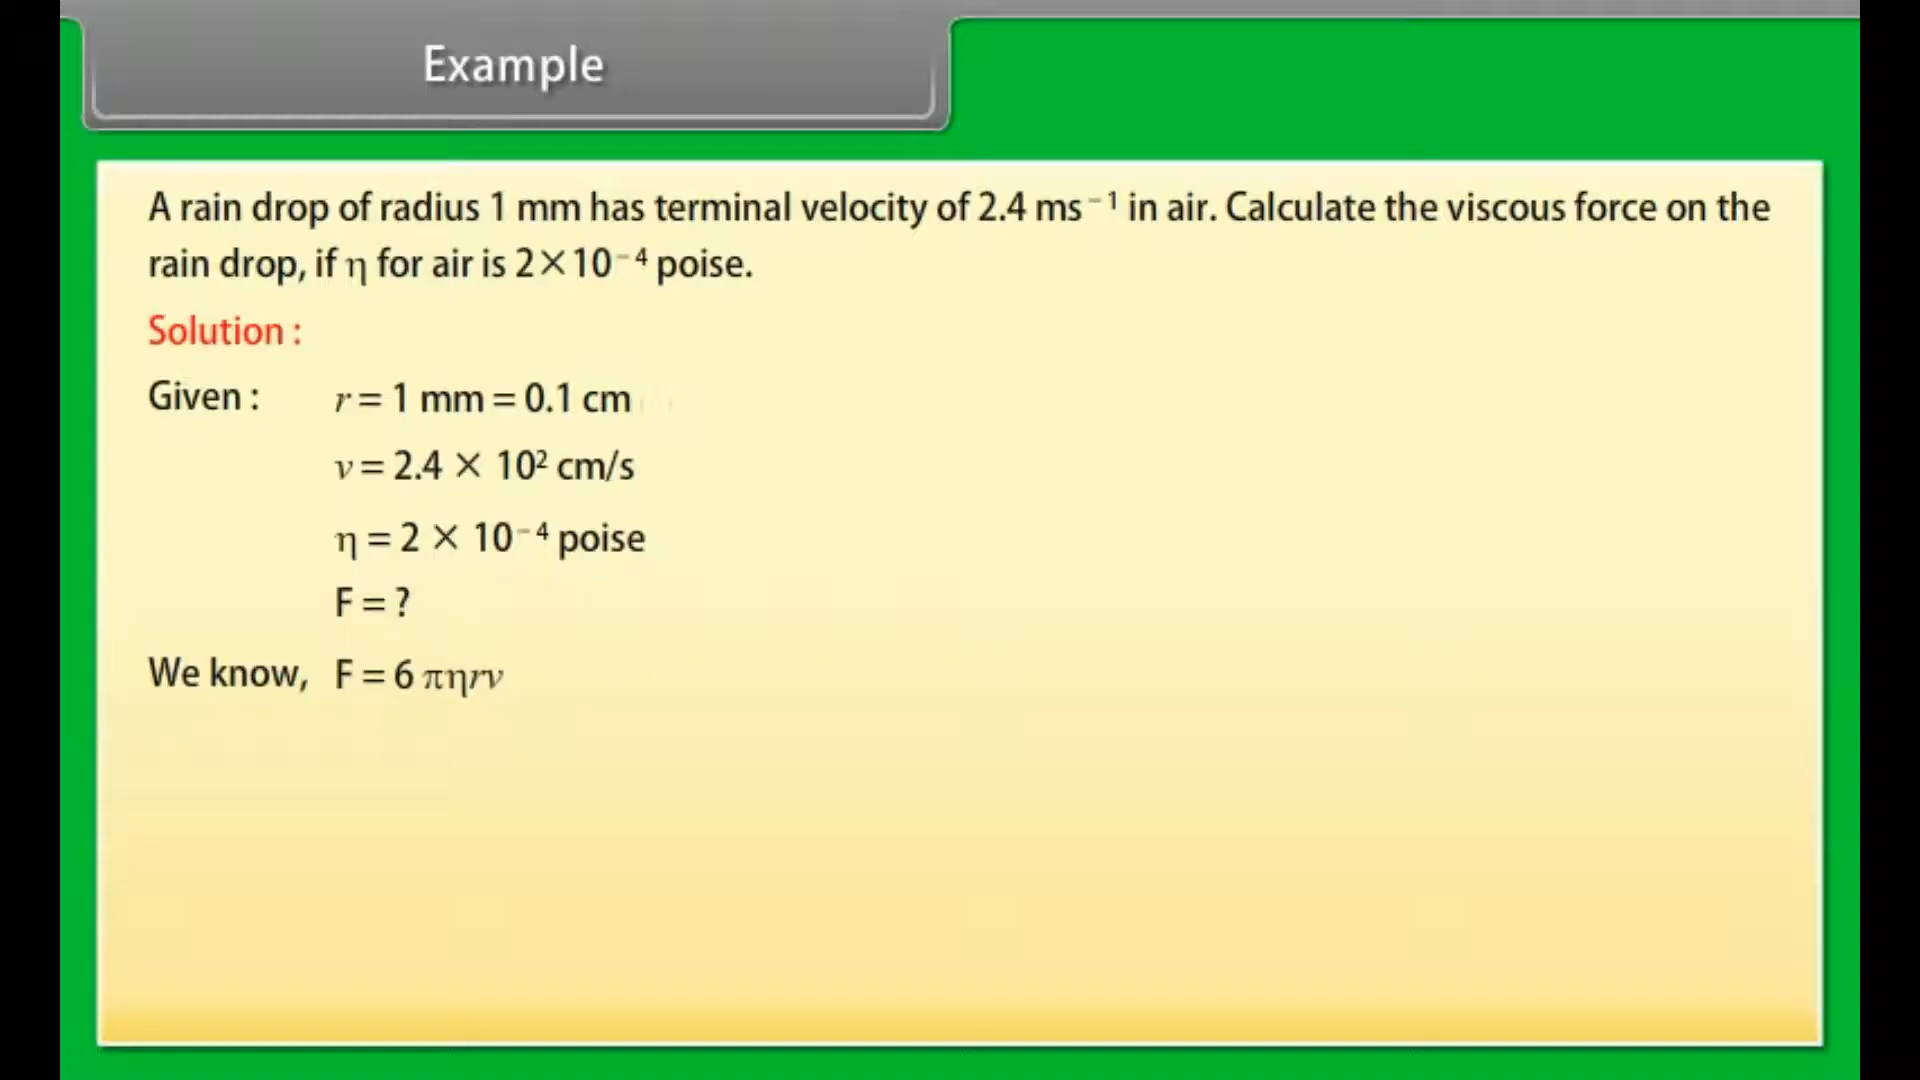 Example
A rain drop of radius 1 mm has terminal velocity of 2.4 ms⁻¹ in air. Calculate the viscous force on the
rain drop, if η for air is 2×10⁻⁴ poise.
Solution :
Given : r = 1 mm = 0.1 cm
v = 2.4 × 10² cm/s
η = 2 × 10⁻⁴ poise
F = ?
We know, F = 6 πηrv